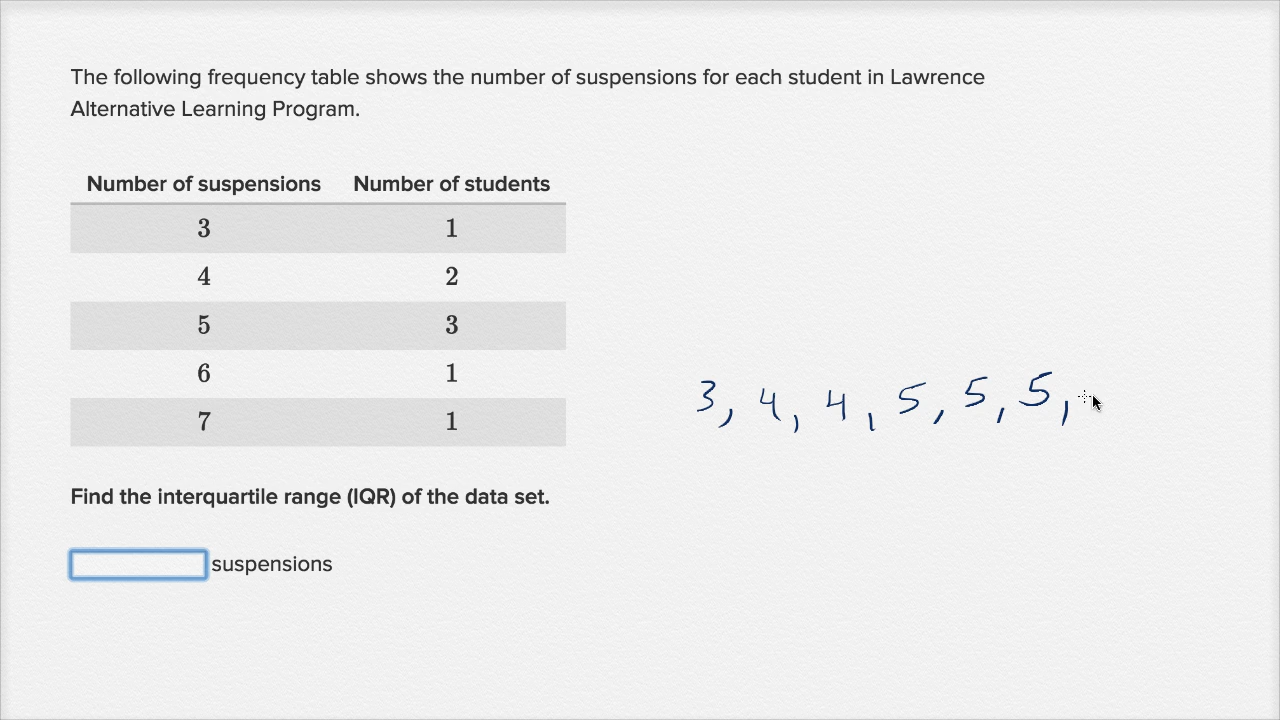 The following frequency table shows the number of suspensions for each student in Lawrence
Alternative Learning Program.
Number of suspensions Number of students
3 1
4 2
5 3
6 1
7 1
3, 4, 4, 5, 5, 5,
Find the interquartile range (IQR) of the data set.
suspensions